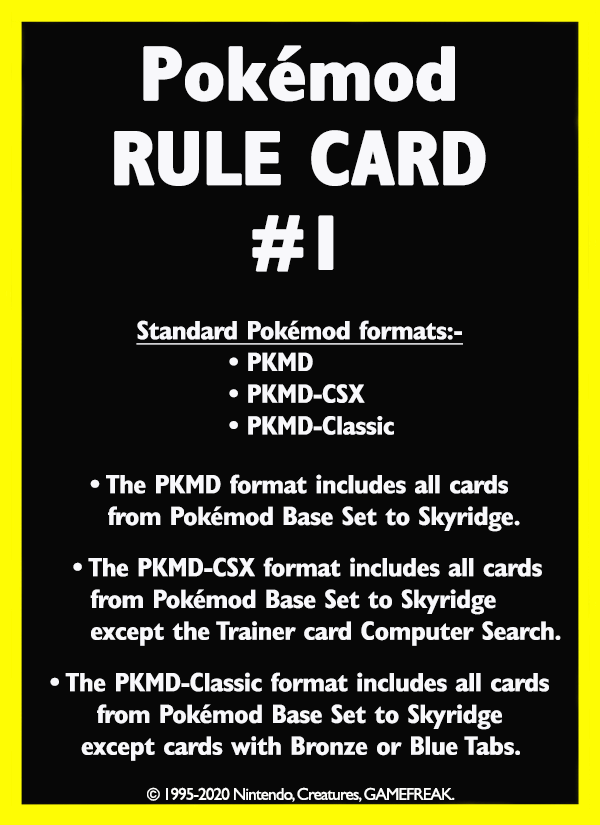 Pokémod
RULE CARD
#1
Standard Pokémod formats:-
• PKMD
• PKMD-CSX
• PKMD-Classic
• The PKMD format includes all cards
from Pokémod Base Set to Skyridge.
• The PKMD-CSX format includes all cards
from Pokémod Base Set to Skyridge
except the Trainer card Computer Search.
• The PKMD-Classic format includes all cards
from Pokémod Base Set to Skyridge
except cards with Bronze or Blue Tabs.
© 1995-2020 Nintendo, Creatures, GAMEFREAK.